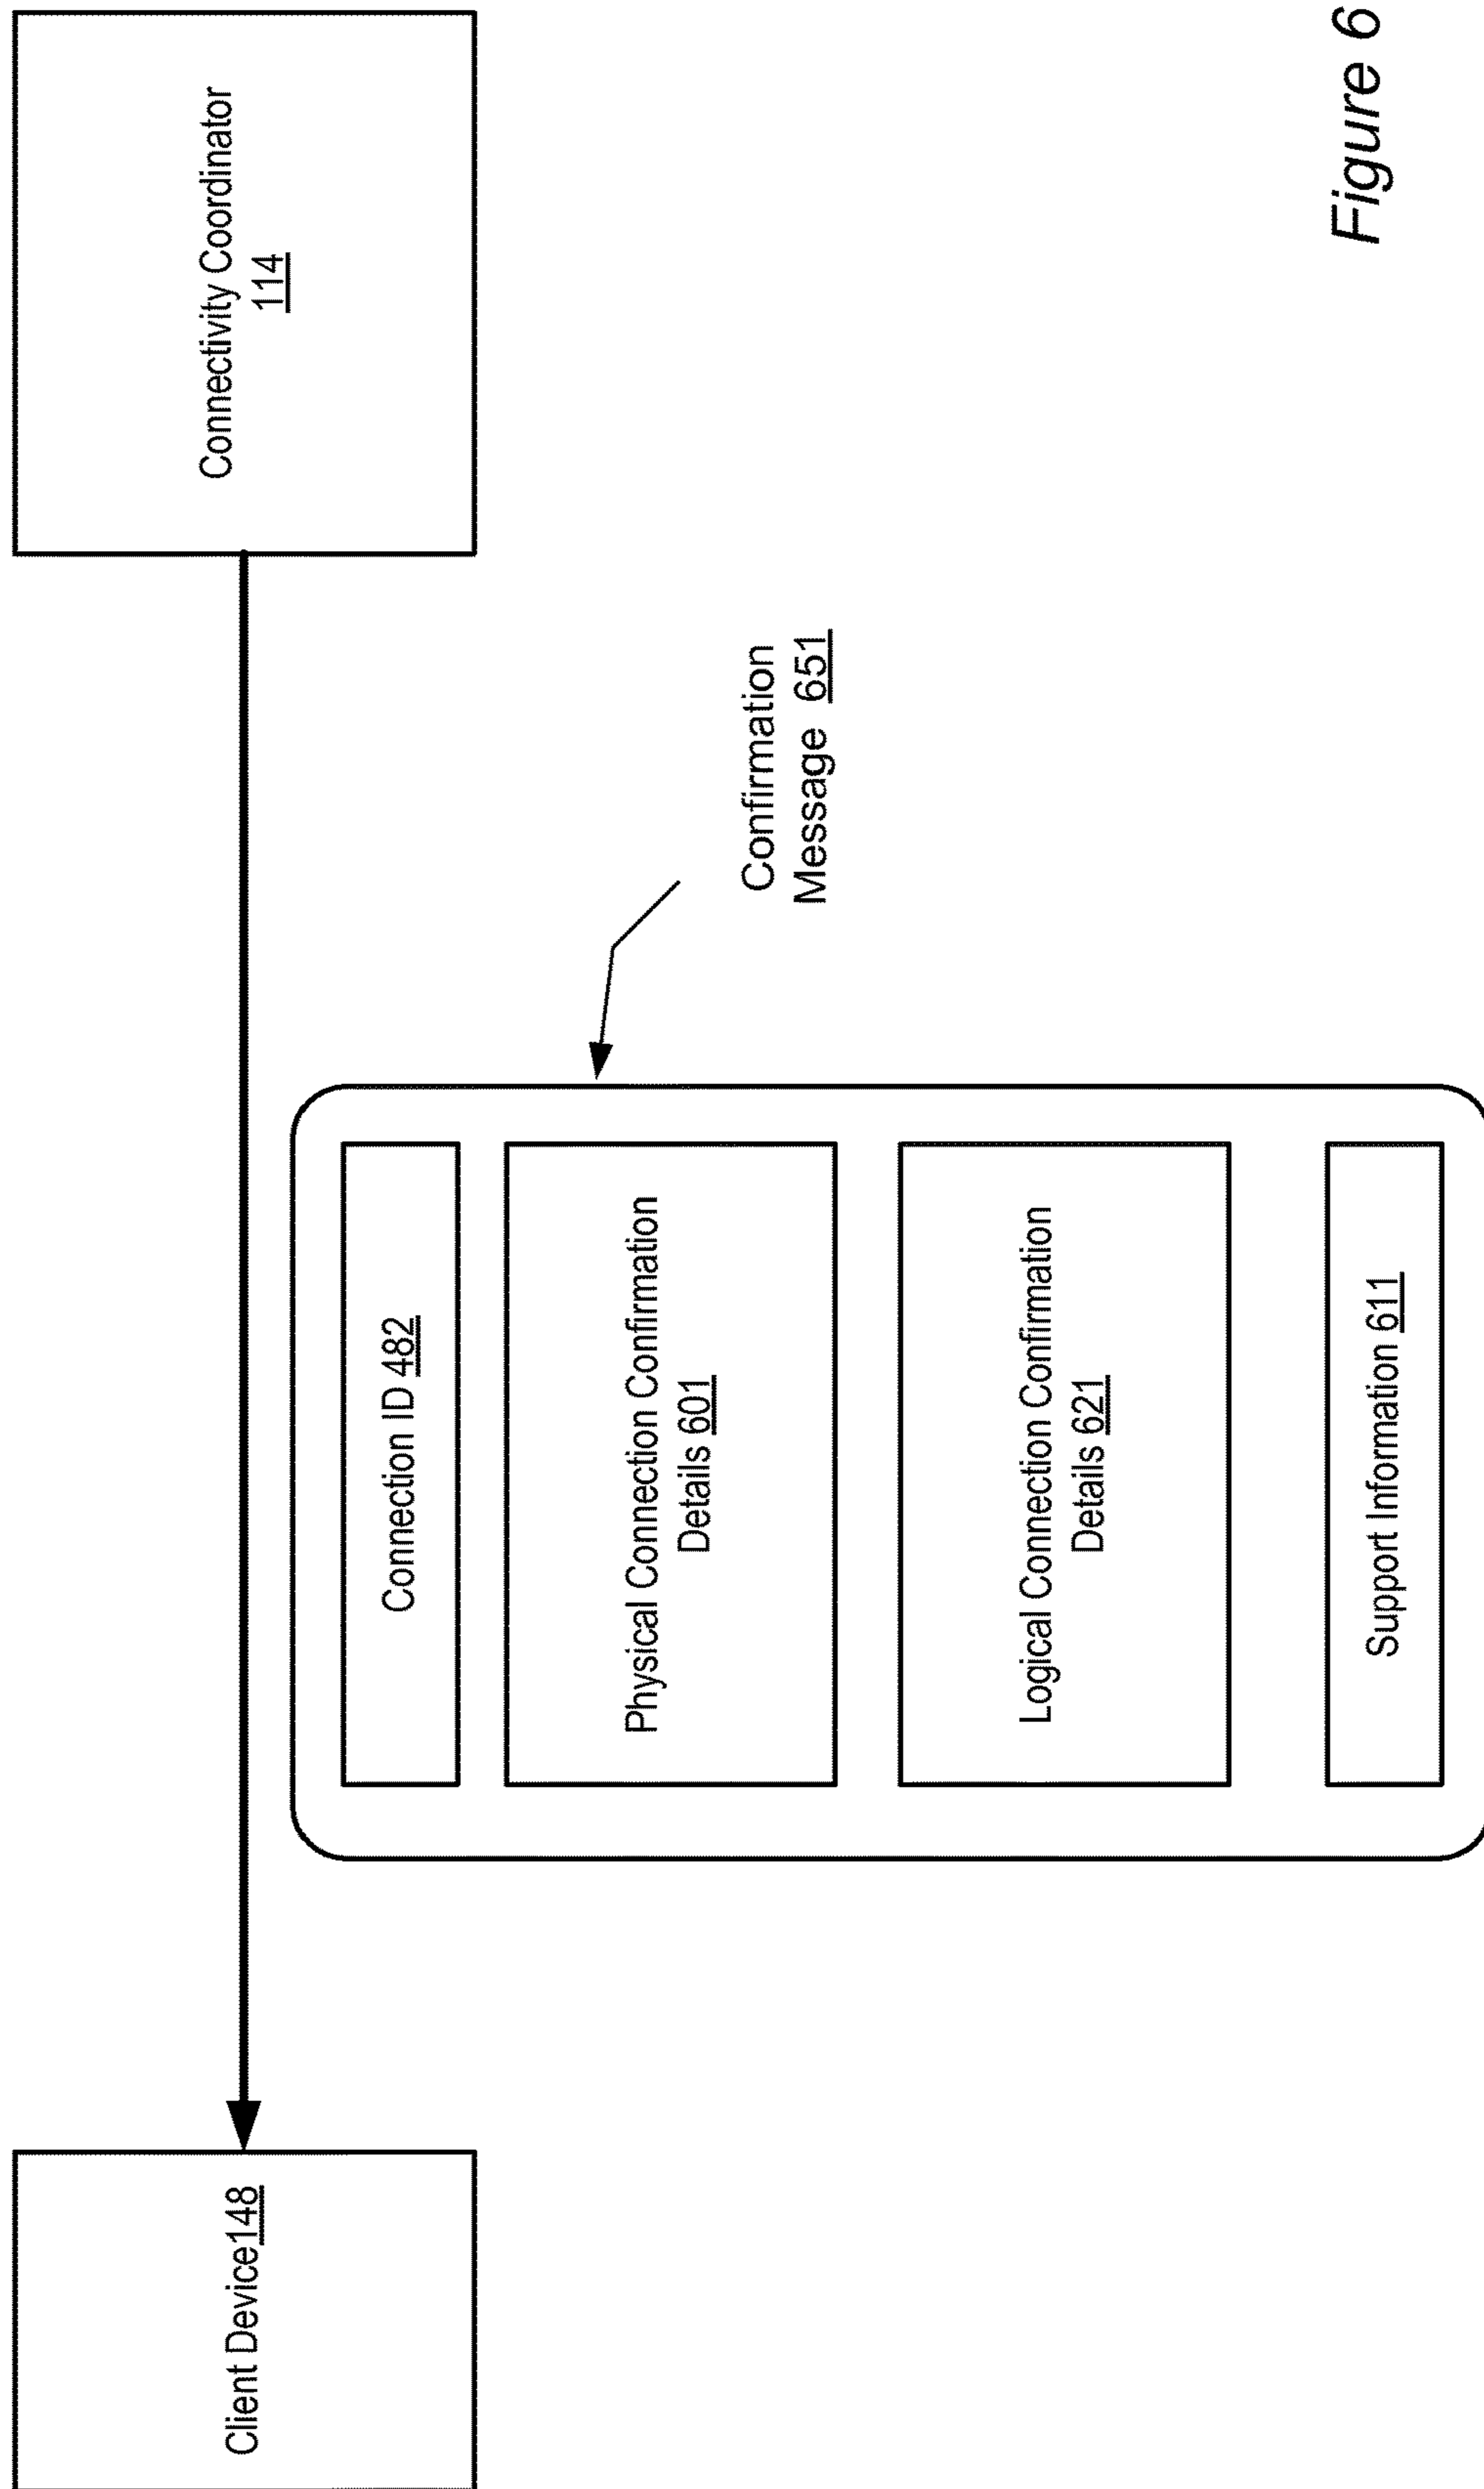 Client Device148
Connectivity Coordinator
114
Connection ID 482
Physical Connection Confirmation
Details 601
Logical Connection Confirmation
Details 621
Support Information 611
Confirmation
Message 651
Figure 6